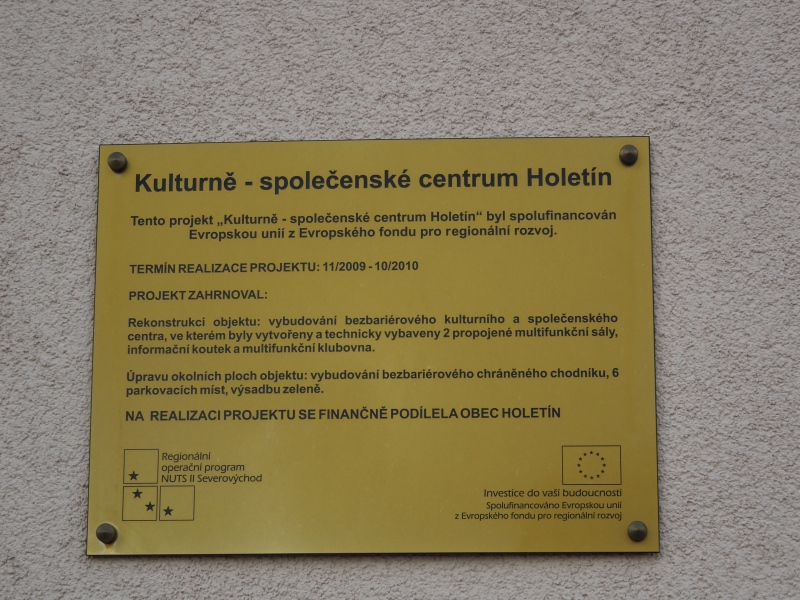 Kulturně - společenské centrum Holetín
Tento projekt „Kulturně - společenské centrum Holetín“ byl spolufinancován
Evropskou unií z Evropského fondu pro regionální rozvoj.
TERMÍN REALIZACE PROJEKTU: 11/2009 - 10/2010
PROJEKT ZAHRNOVAL:
Rekonstrukci objektu: vybudování bezbariérového kulturního a společenského
centra, ve kterém byly vytvořeny a technicky vybaveny 2 propojené multifunkční sály,
informační koutek a multifunkční klubovna.
Úpravu okolních ploch objektu: vybudování bezbariérového chráněného chodníku, 6
parkovacích míst, výsadbu zeleně.
NA REALIZACI PROJEKTU SE FINANČNĚ PODÍLELA OBEC HOLETÍN
Regionální
operační program
NUTS II Severovýchod
Investice do vaší budoucnosti
Spolufinancováno Evropskou unií
z Evropského fondu pro regionální rozvoj